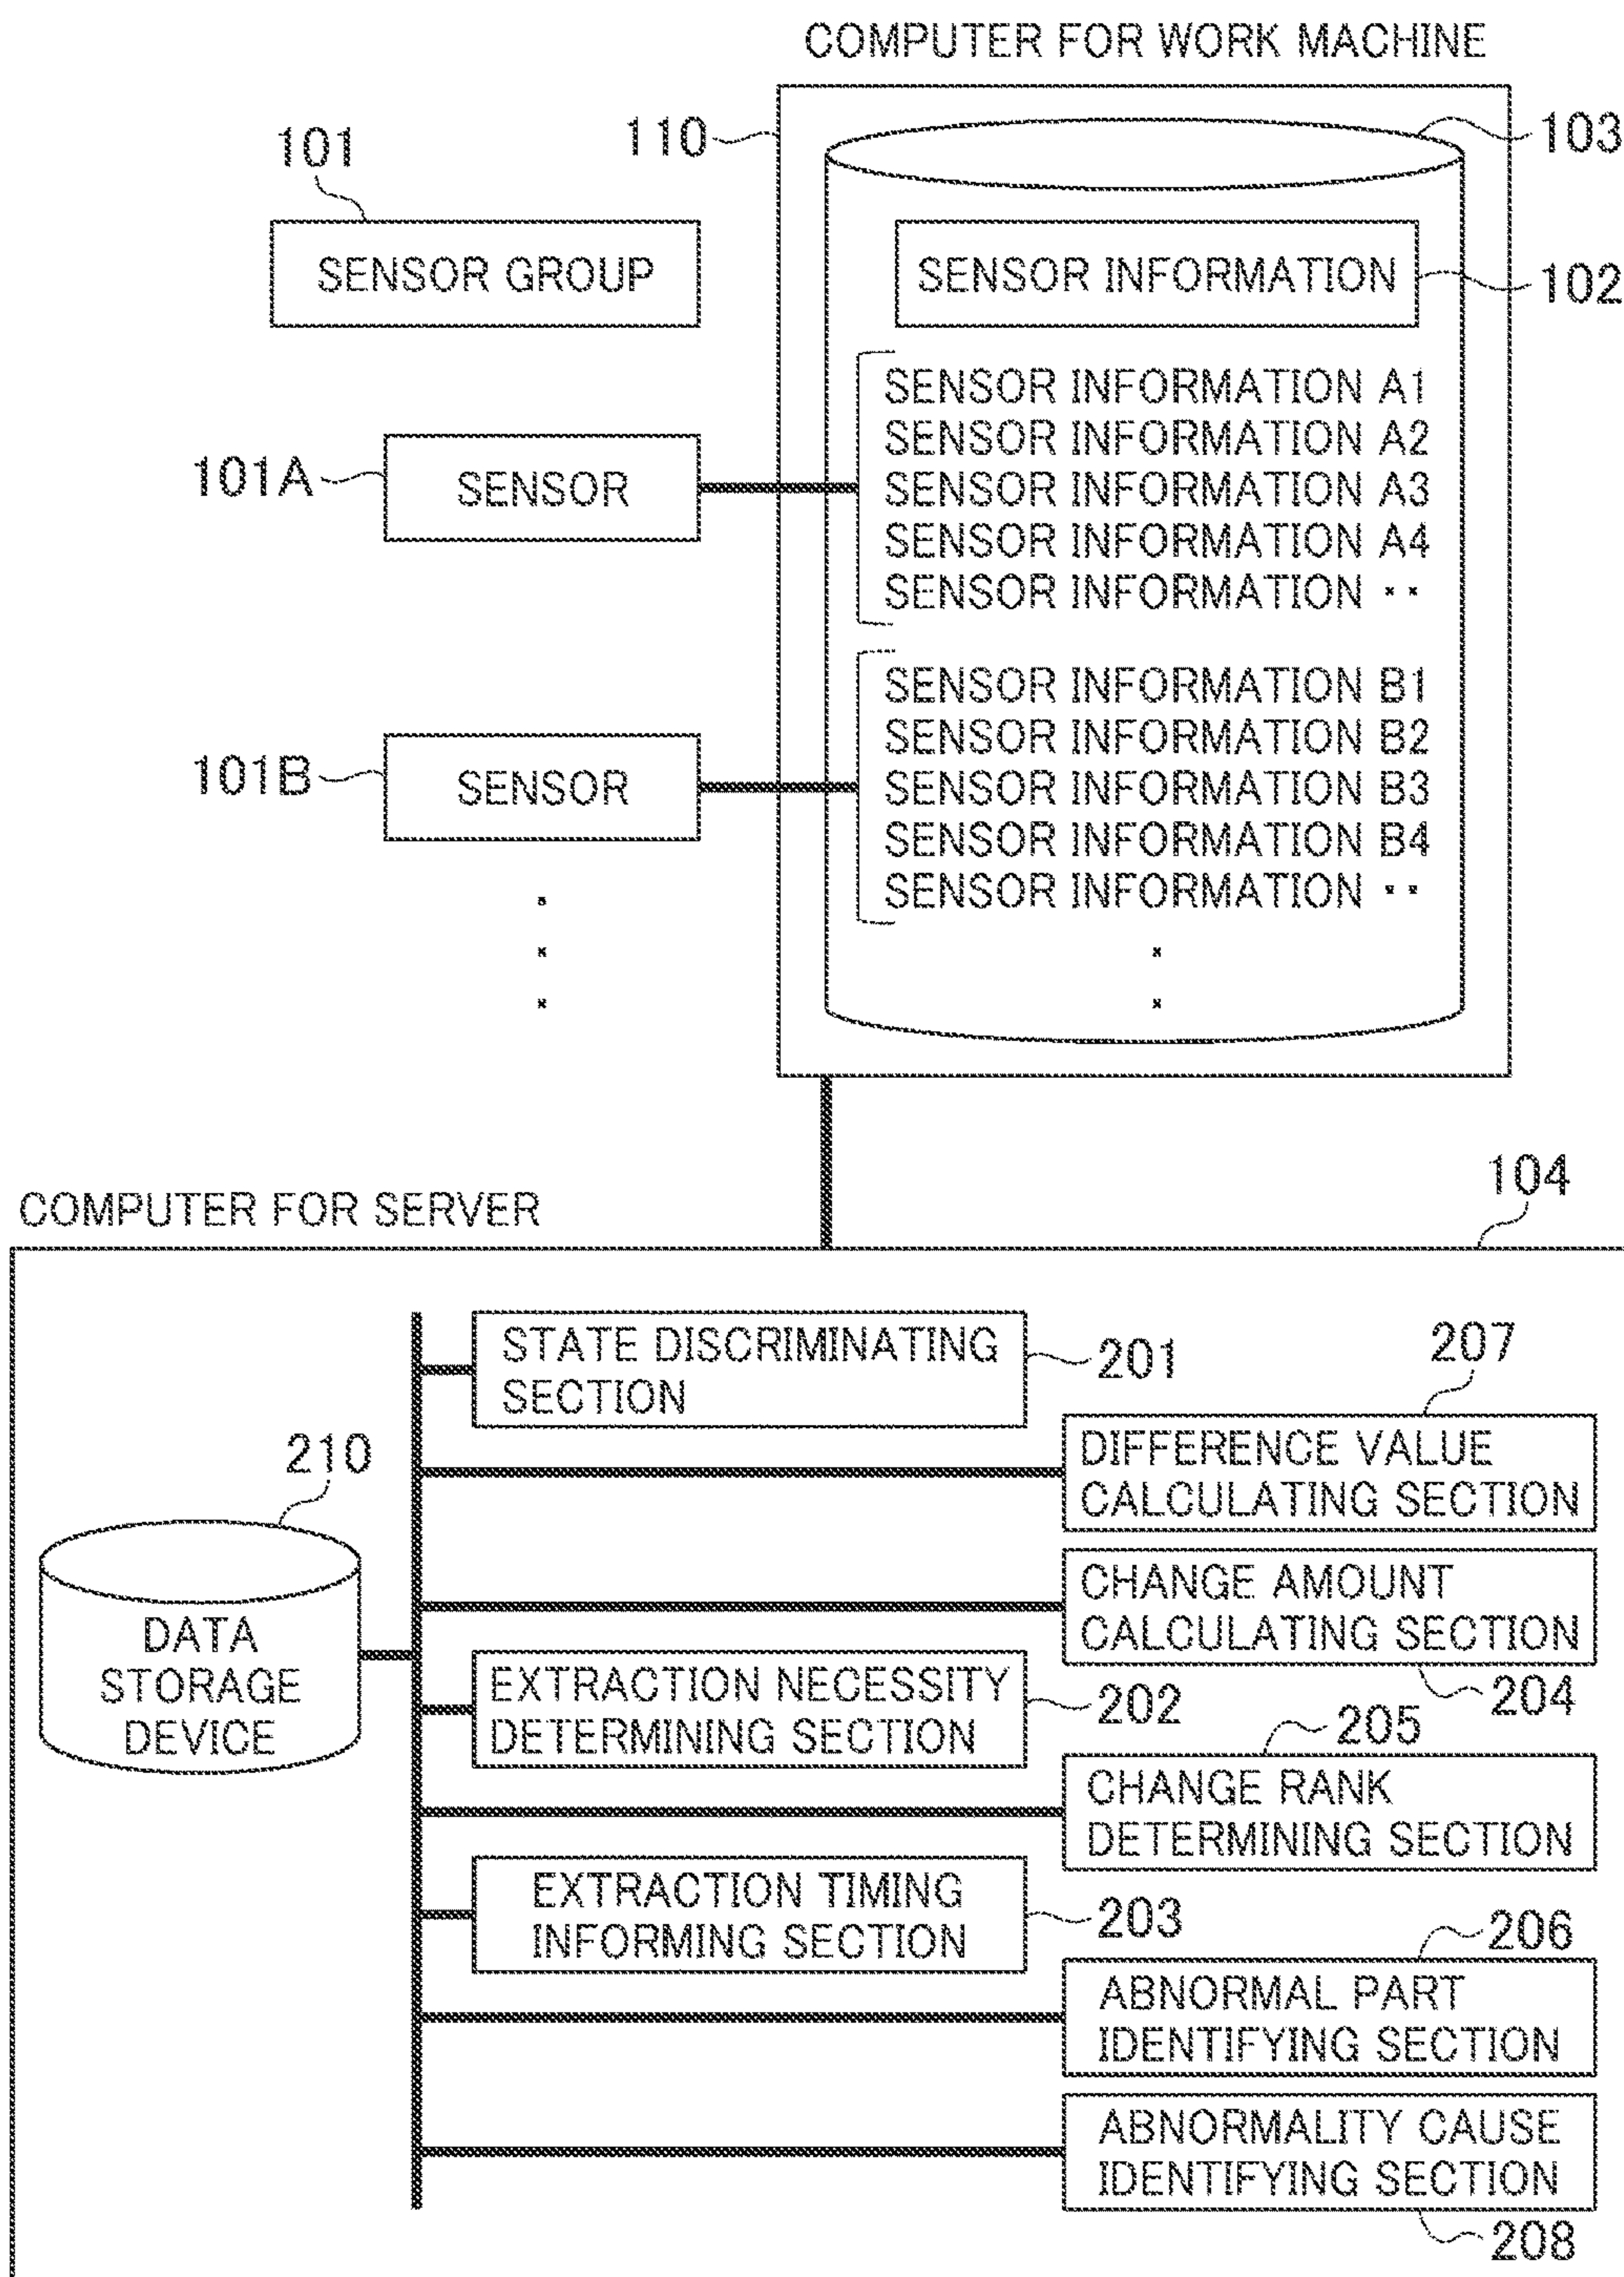 COMPUTER FOR WORK MACHINE
110
103
101
SENSOR GROUP
SENSOR INFORMATION
102
SENSOR INFORMATION A1
SENSOR INFORMATION A2
101A
SENSOR
SENSOR INFORMATION A3
SENSOR INFORMATION A4
SENSOR INFORMATION ··
SENSOR INFORMATION B1
SENSOR INFORMATION B2
101B
SENSOR
SENSOR INFORMATION B3
SENSOR INFORMATION B4
SENSOR INFORMATION ··
104
COMPUTER FOR SERVER
STATE DISCRIMINATING
SECTION
201
207
DIFFERENCE VALUE
CALCULATING SECTION
210
DATA
STORAGE
DEVICE
CHANGE AMOUNT
CALCULATING SECTION
204
EXTRACTION NECESSITY
DETERMINING SECTION
202
205
CHANGE RANK
DETERMINING SECTION
EXTRACTION TIMING
INFORMING SECTION
203
206
ABNORMAL PART
IDENTIFYING SECTION
ABNORMALITY CAUSE
IDENTIFYING SECTION
208